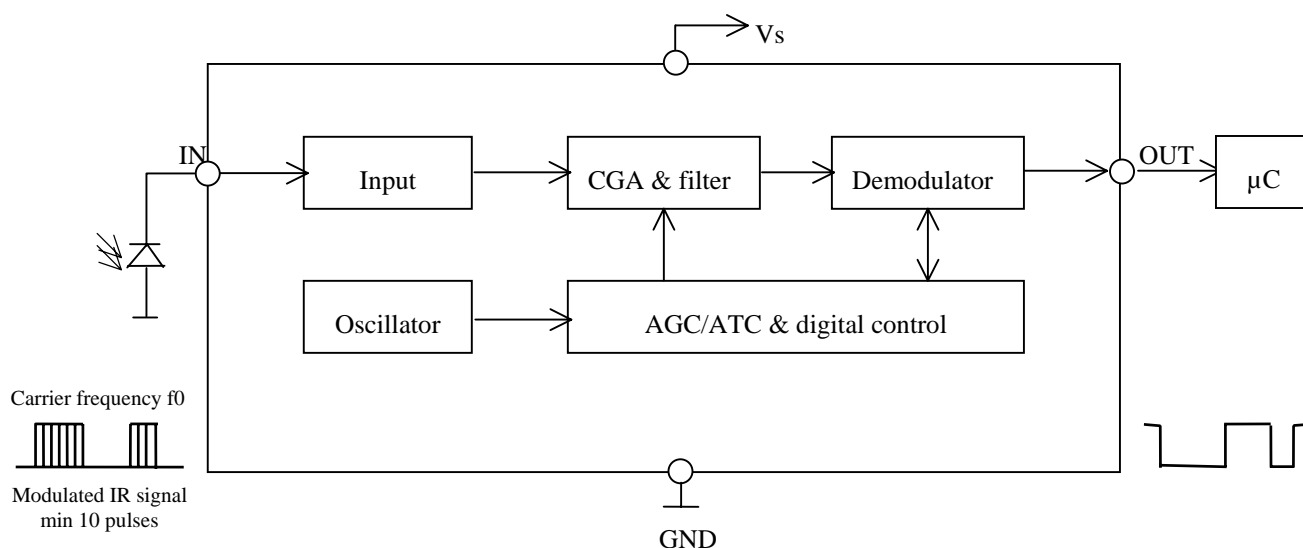 Vs
IN
Input
CGA & filter
Demodulator
OUT
µC
Oscillator
AGC/ATC & digital control
Carrier frequency f0
Modulated IR signal
min 10 pulses
GND